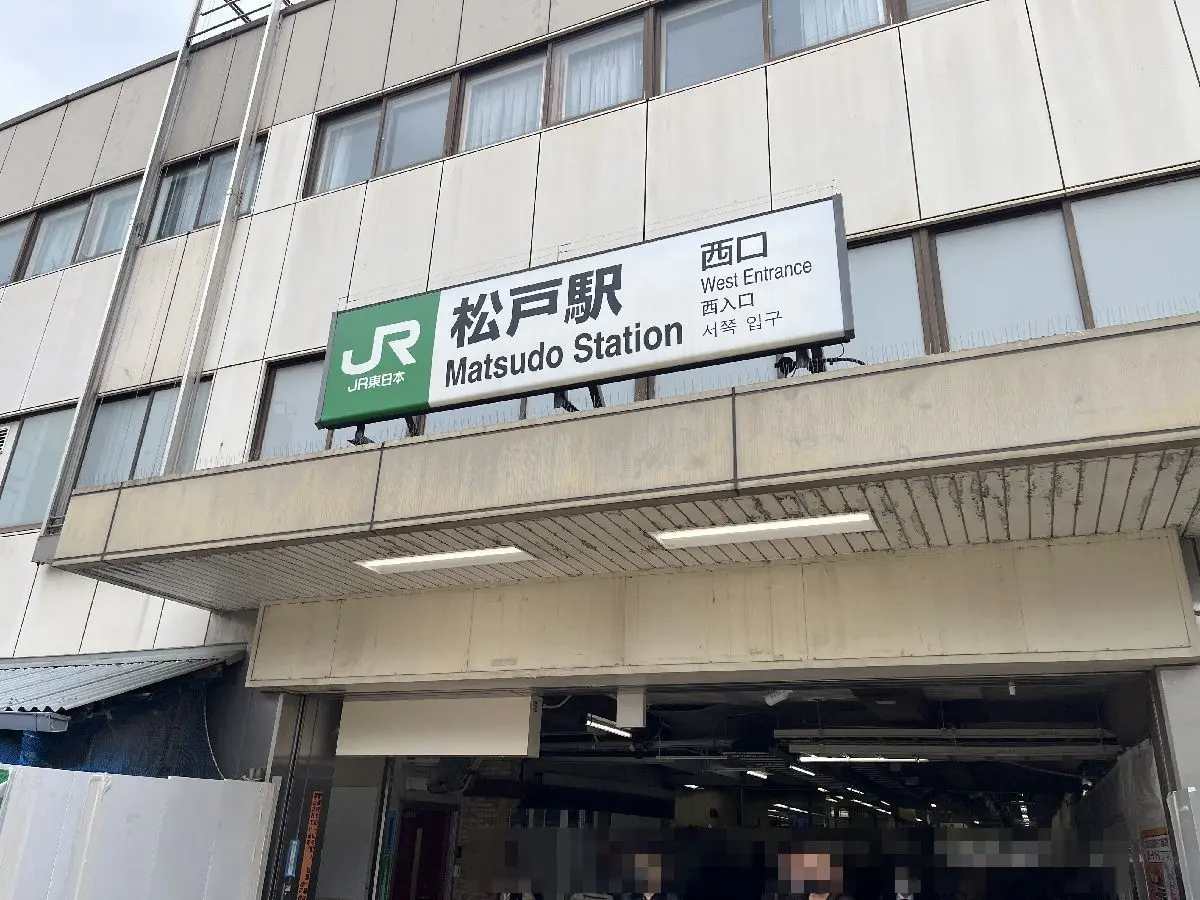 JR
JR東日本
松戸駅
Matsudo Station
西口
West Entrance
西入口
서쪽 입구